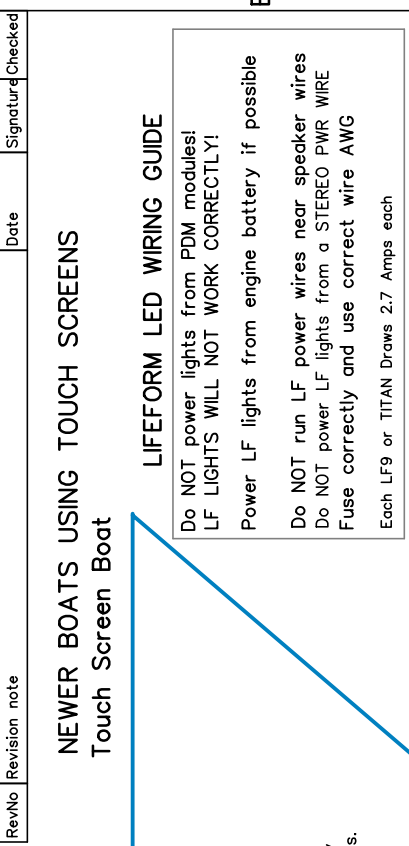 RevNo Revision note Date Signature Checked
NEWER BOATS USING TOUCH SCREENS
Touch Screen Boat
LIFEFORM LED WIRING GUIDE
Do NOT power lights from PDM modules!
LF LIGHTS WILL NOT WORK CORRECTLY!
Power LF lights from engine battery if possible
Do NOT run LF power wires near speaker wires
Do NOT power LF lights from a STEREO PWR WIRE
Fuse correctly and use correct wire AWG
Each LF9 or TITAN Draws 2.7 Amps each
s.